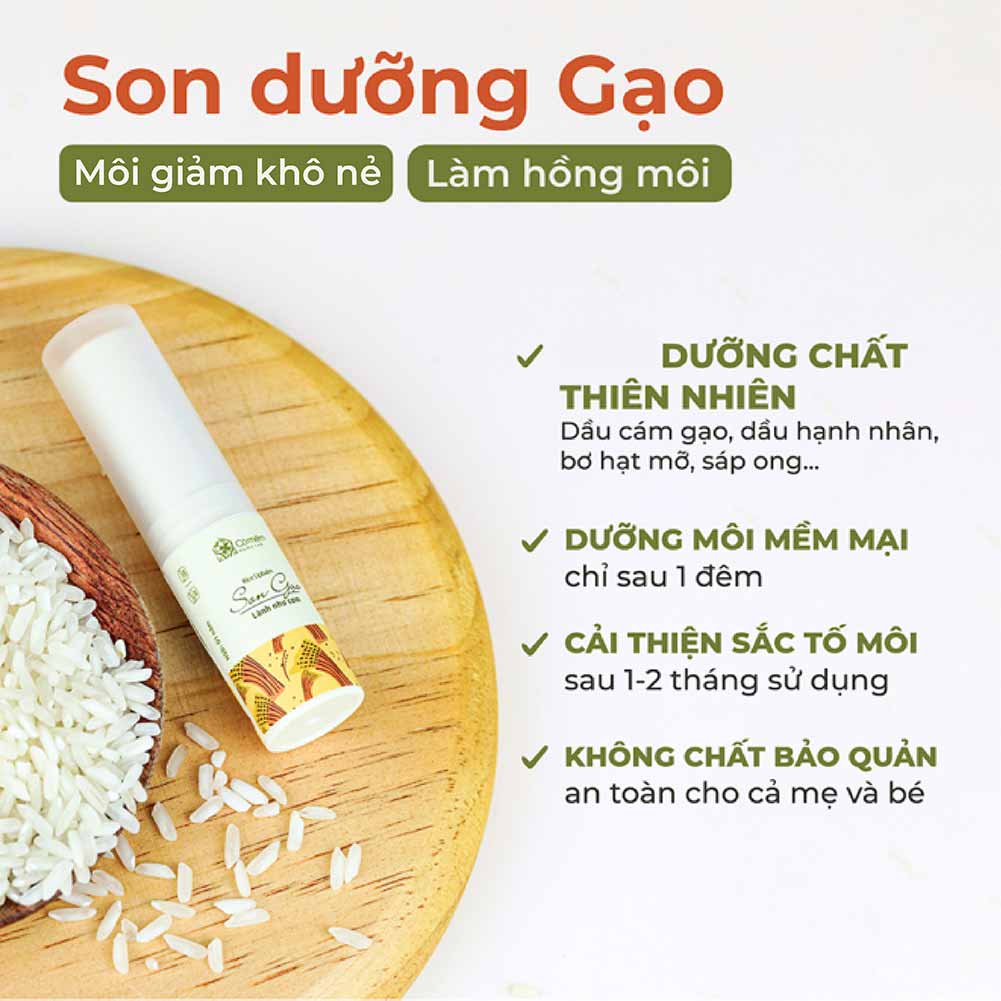 Son dưỡng Gạo
Môi giảm khô nẻ
Làm hồng môi
DƯỠNG CHẤT
THIÊN NHIÊN
Dầu cám gạo, dầu hạnh nhân,
bơ hạt mỡ, sáp ong...
DƯỠNG MÔI MỀM MẠI
chỉ sau 1 đêm
CẢI THIỆN SẮC TỐ MÔI
sau 1-2 tháng sử dụng
KHÔNG CHẤT BẢO QUẢN
an toàn cho cả mẹ và bé
Cỏ mềm
Son Gạo
Lành như son